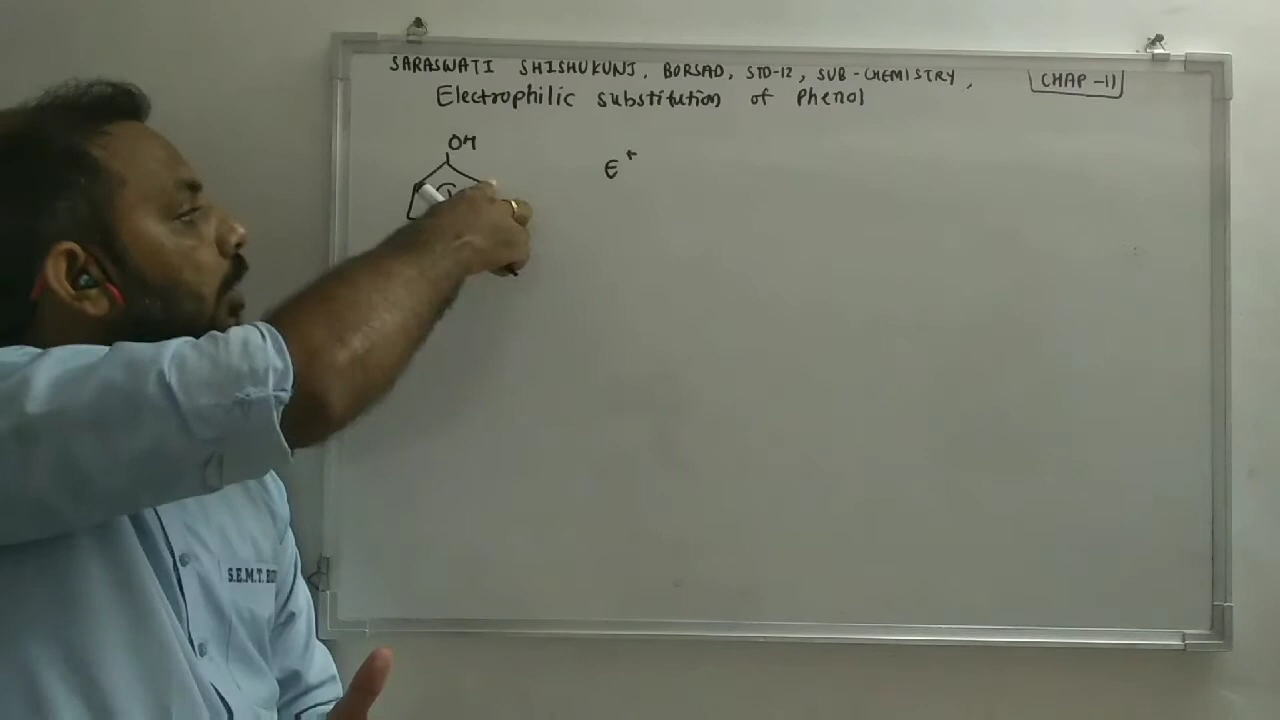 SARASWATI SHISHUKUNJ, BORSAD, STD-12, SUB-CHEMISTRY, CHAP-11
Electrophilic substitution of Phenol
OH
E⁺
S.E.M.T.